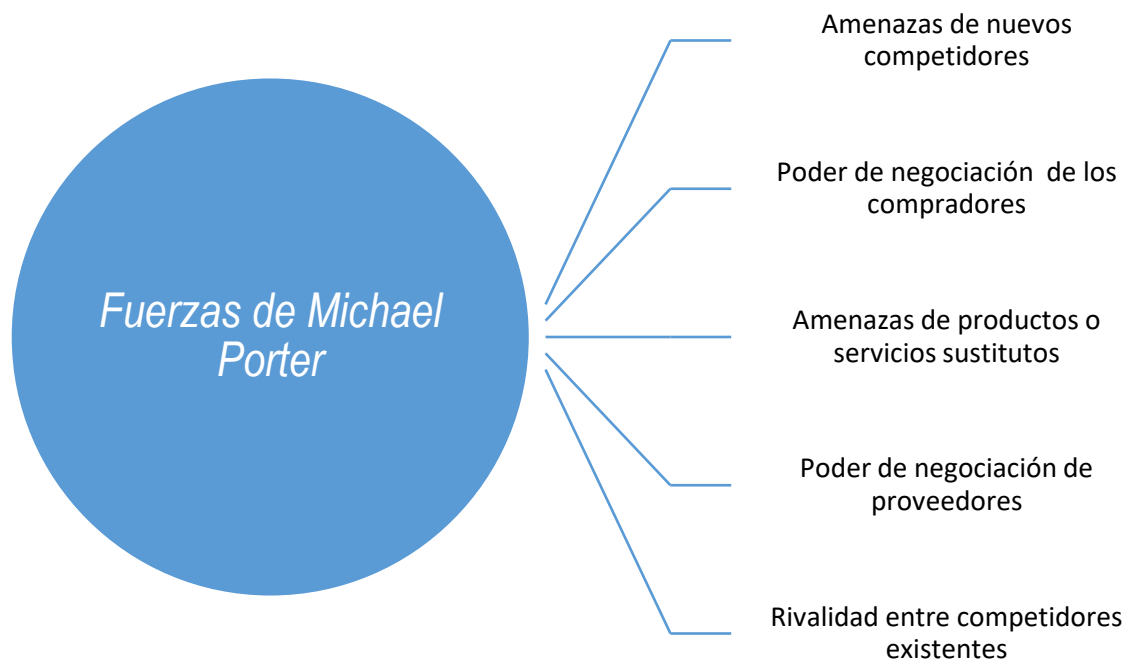 Fuerzas de Michael
Porter
Amenazas de nuevos
competidores
Poder de negociación  de los
compradores
Amenazas de productos o
servicios sustitutos
Poder de negociación de
proveedores
Rivalidad entre competidores
existentes